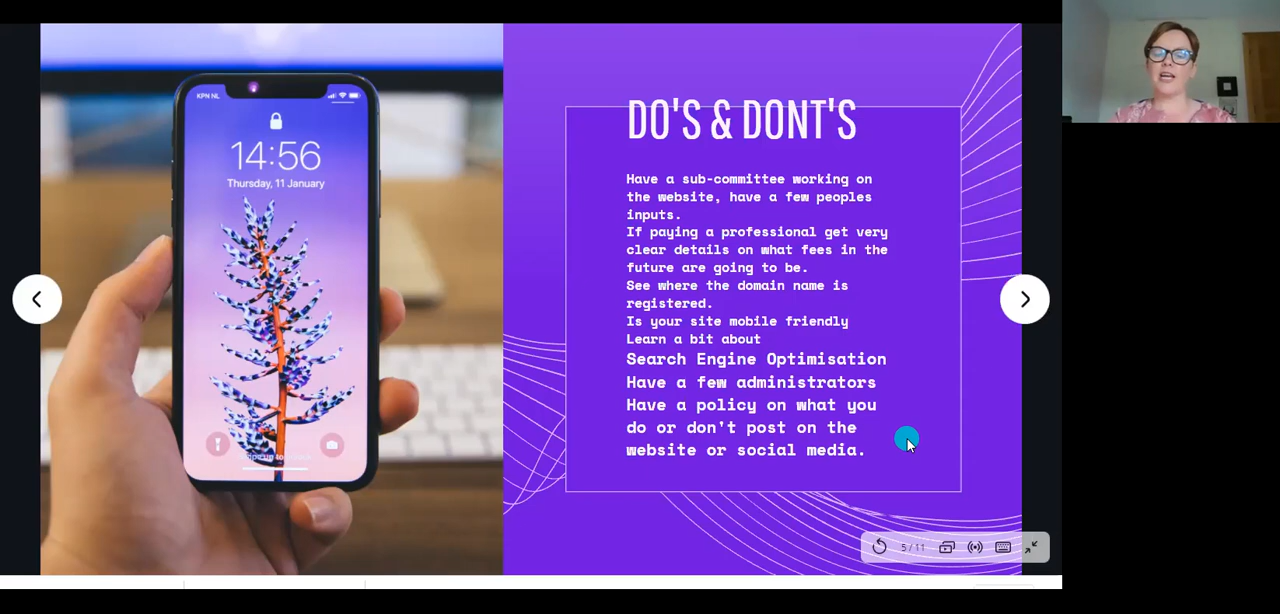 KPN NL
14:56
Thursday, 11 January
DO'S & DONT'S
Have a sub-committee working on
the website, have a few peoples
inputs.
If paying a professional get very
clear details on what fees in the
future are going to be.
See where the domain name is
registered.
Is your site mobile friendly
Learn a bit about
Search Engine Optimisation
Have a few administrators
Have a policy on what you
do or don't post on the
website or social media.
5 / 11